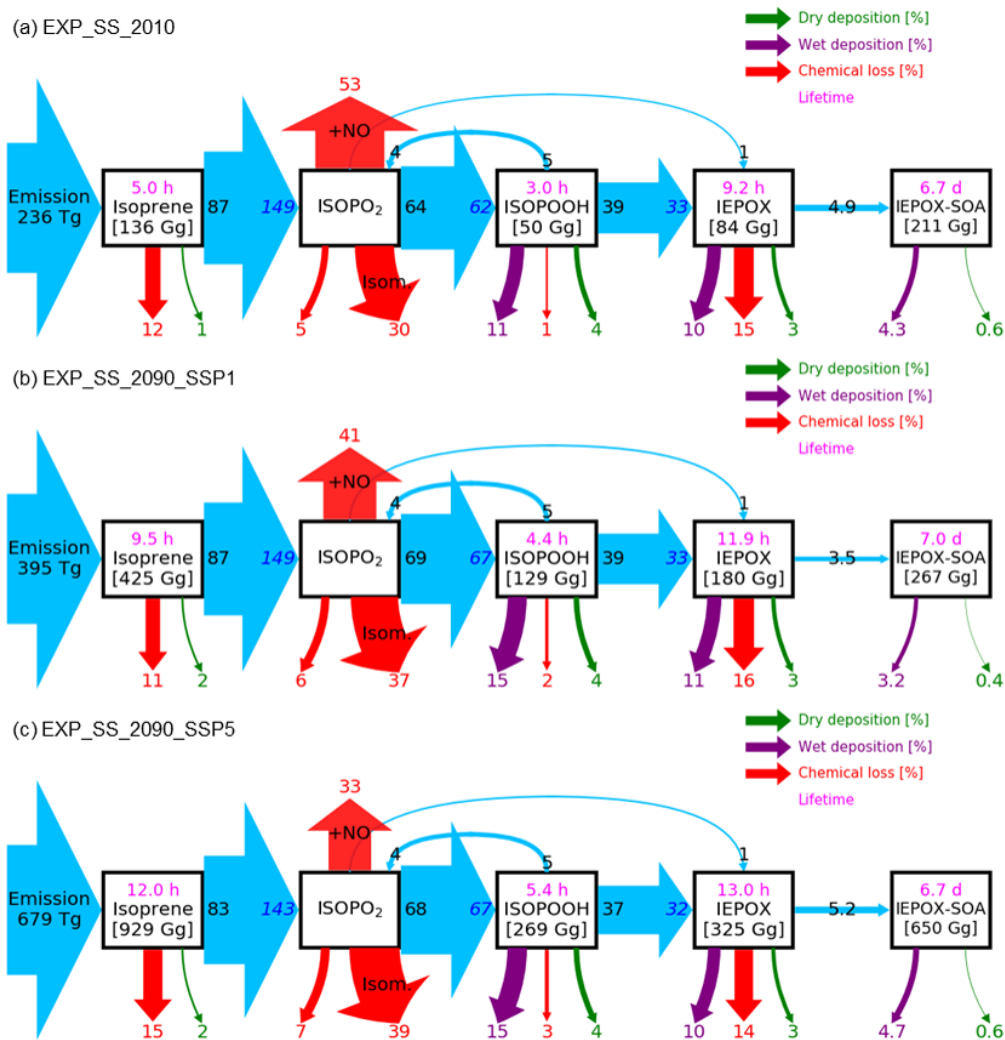 (a) EXP_SS_2010
Dry deposition [%]
Wet deposition [%]
Chemical loss [%]
Lifetime
53
+NO
4
5
1
Emission
236 Tg
5.0 h
Isoprene
[136 Gg]
87
149
ISOPO₂
64
62
3.0 h
ISOPOOH
[50 Gg]
39
33
9.2 h
IEPOX
[84 Gg]
4.9
6.7 d
IEPOX-SOA
[211 Gg]
Isom.
12
1
5
30
11
1
4
10
15
3
4.3
0.6
(b) EXP_SS_2090_SSP1
Dry deposition [%]
Wet deposition [%]
Chemical loss [%]
Lifetime
41
+NO
4
5
1
Emission
395 Tg
9.5 h
Isoprene
[425 Gg]
87
149
ISOPO₂
69
67
4.4 h
ISOPOOH
[129 Gg]
39
33
11.9 h
IEPOX
[180 Gg]
3.5
7.0 d
IEPOX-SOA
[267 Gg]
Isom.
11
2
6
37
15
2
4
11
16
3
3.2
0.4
(c) EXP_SS_2090_SSP5
Dry deposition [%]
Wet deposition [%]
Chemical loss [%]
Lifetime
33
+NO
4
5
1
Emission
679 Tg
12.0 h
Isoprene
[929 Gg]
83
143
ISOPO₂
68
67
5.4 h
ISOPOOH
[269 Gg]
37
32
13.0 h
IEPOX
[325 Gg]
5.2
6.7 d
IEPOX-SOA
[650 Gg]
Isom.
15
2
7
39
15
3
4
10
14
3
4.7
0.6